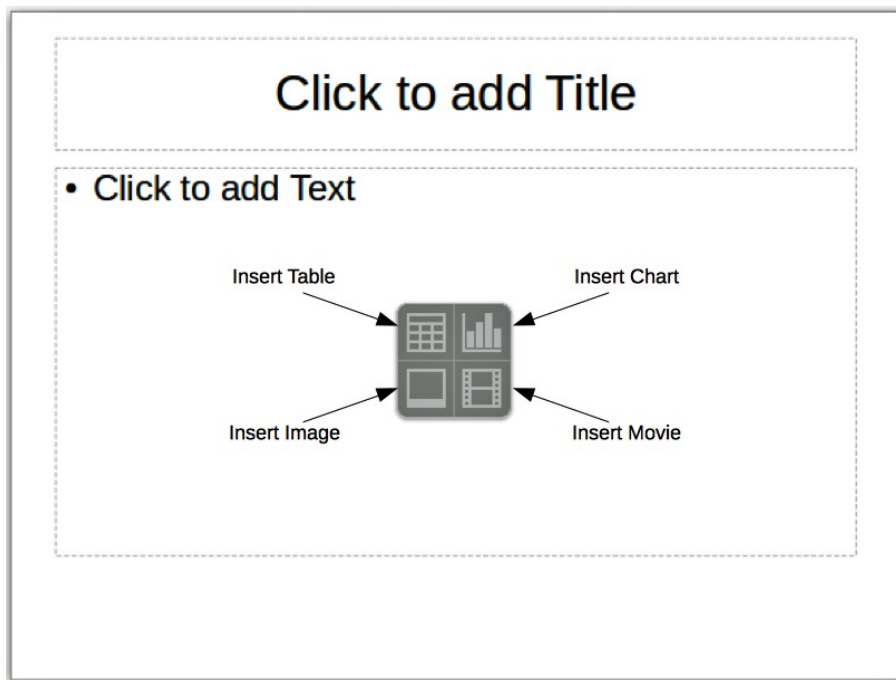 Click to add Title
• Click to add Text
Insert Table
Insert Chart
Insert Image
Insert Movie